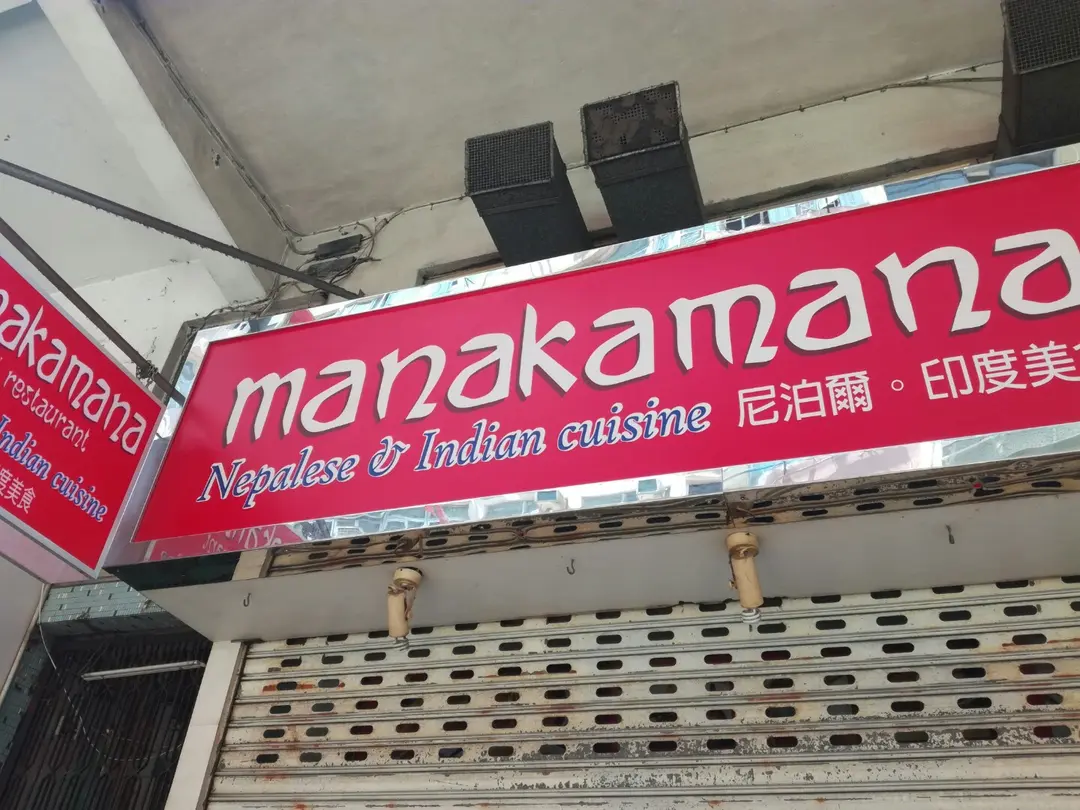 manakamana
Nepalese & Indian cuisine 尼泊爾。印度美
nakamana
restaurant
Indian cuisine
度美食